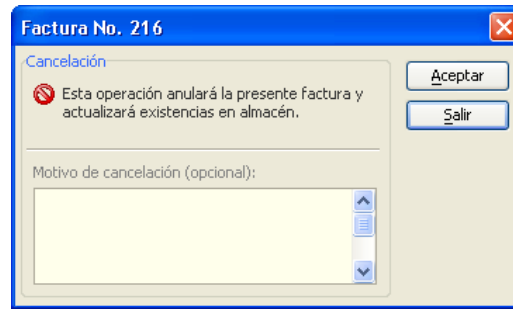 Factura No. 216
Cancelación
Esta operación anulará la presente factura y
actualizará existencias en almacén.
Aceptar
Salir
Motivo de cancelación (opcional):